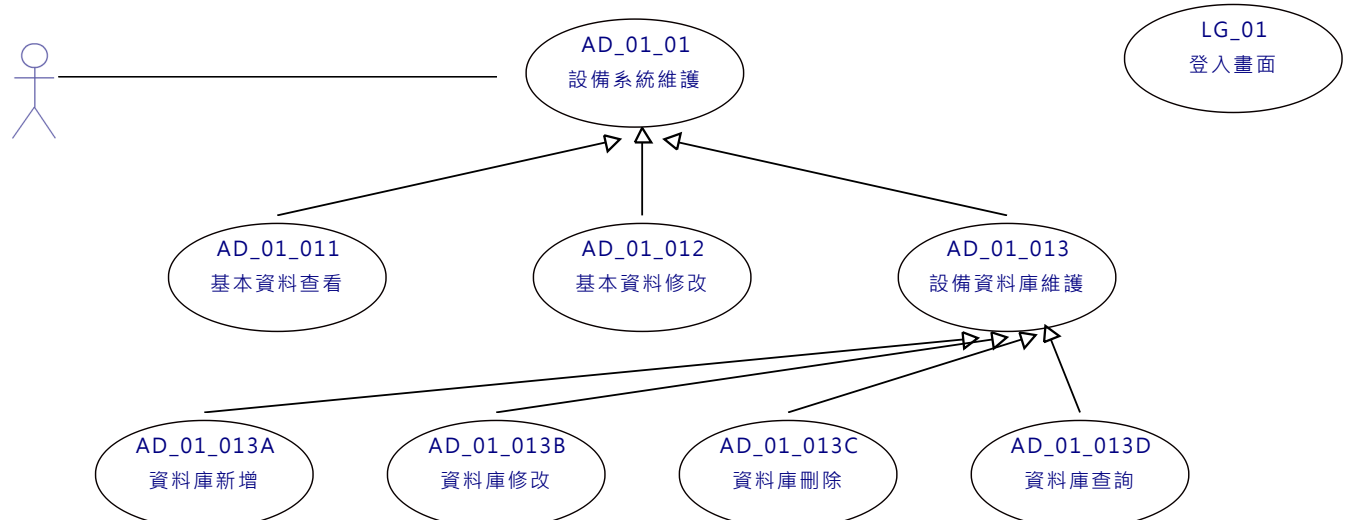 AD_01_01
設備系統維護
LG_01
登入畫面
AD_01_011
基本資料查看
AD_01_012
基本資料修改
AD_01_013
設備資料庫維護
AD_01_013A
資料庫新增
AD_01_013B
資料庫修改
AD_01_013C
資料庫刪除
AD_01_013D
資料庫查詢